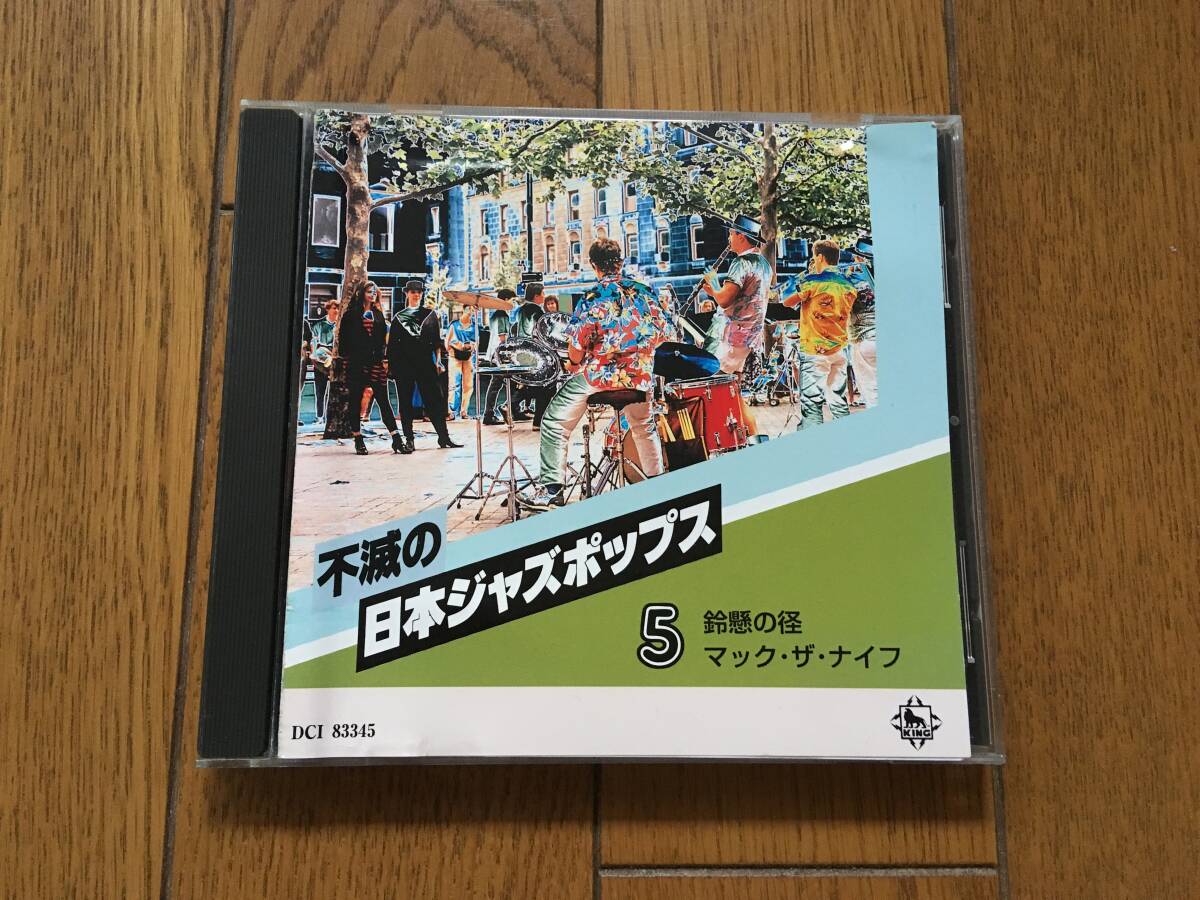 不滅の
日本ジャズポップス
5
鈴懸の径
マック・ザ・ナイフ
DCI 83345
KING